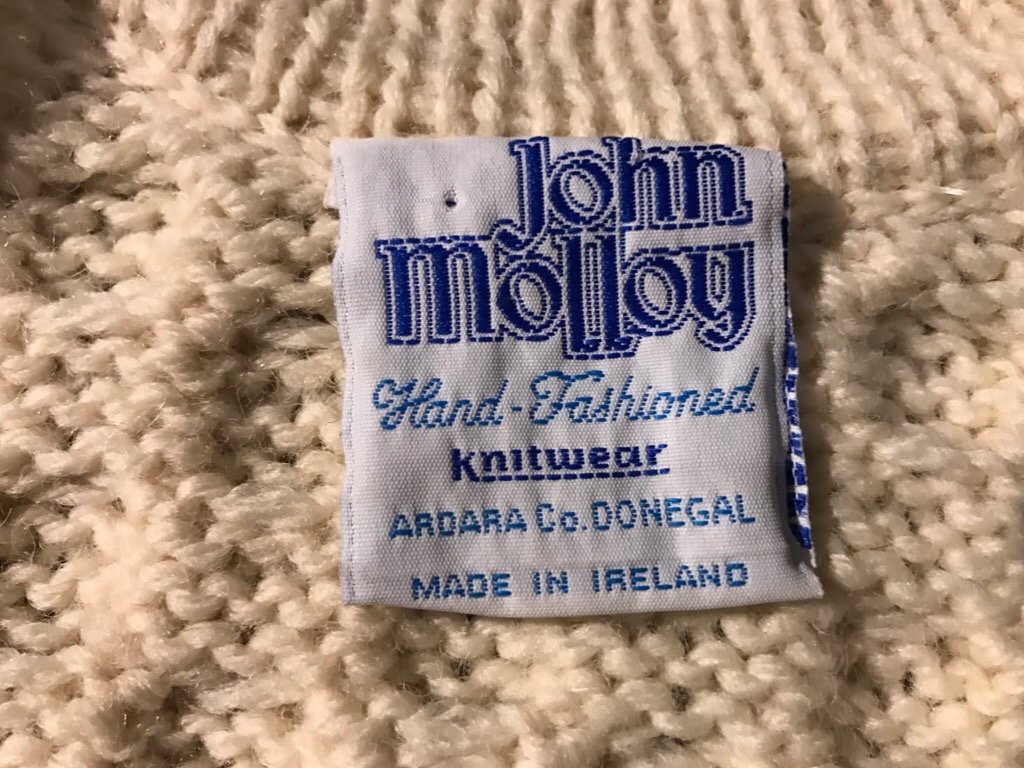 John
molloy
Hand-Fashioned
knitwear
ARDARA Co. DONEGAL
MADE IN IRELAND